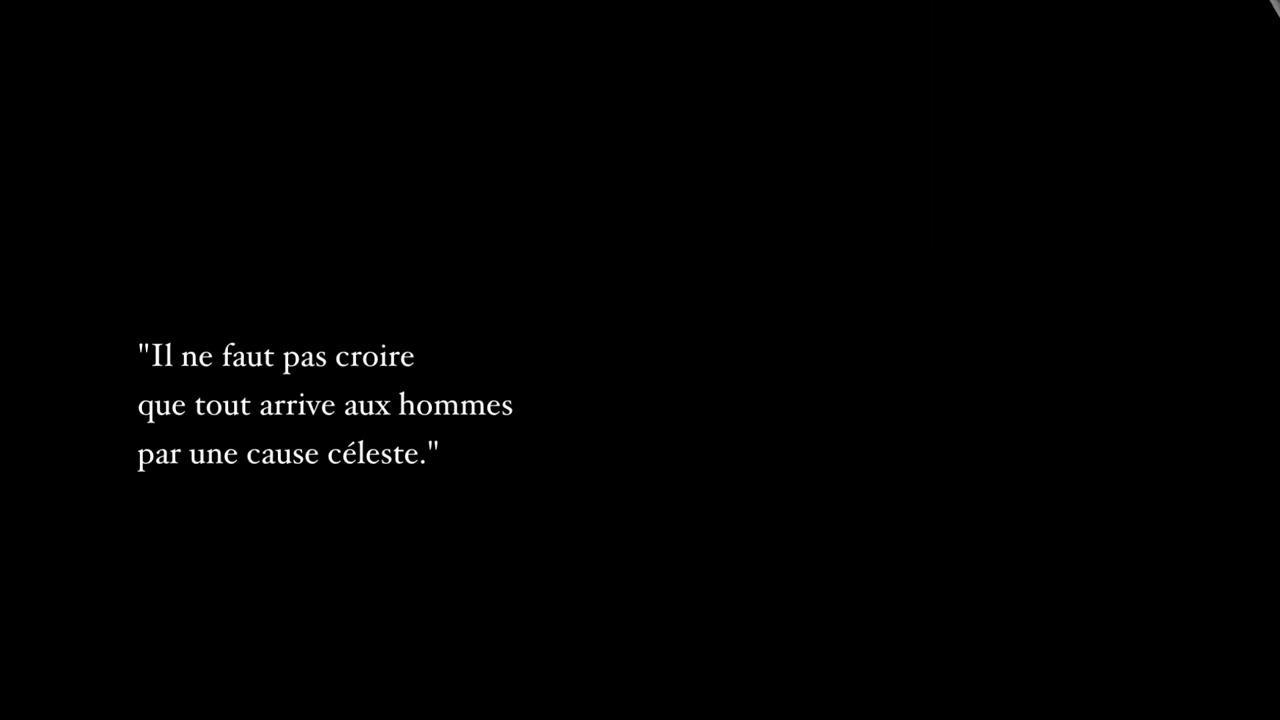 "Il ne faut pas croire
que tout arrive aux hommes
par une cause céleste."